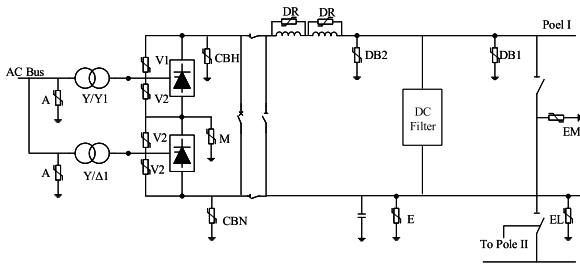 DR DR
Poel I
V1 CBH DB2 DB1
AC Bus
A Y/Y1 V2
DC
Filter
EM
V2 M
A Y/Δ1 V2
CBN E EL
To Pole II